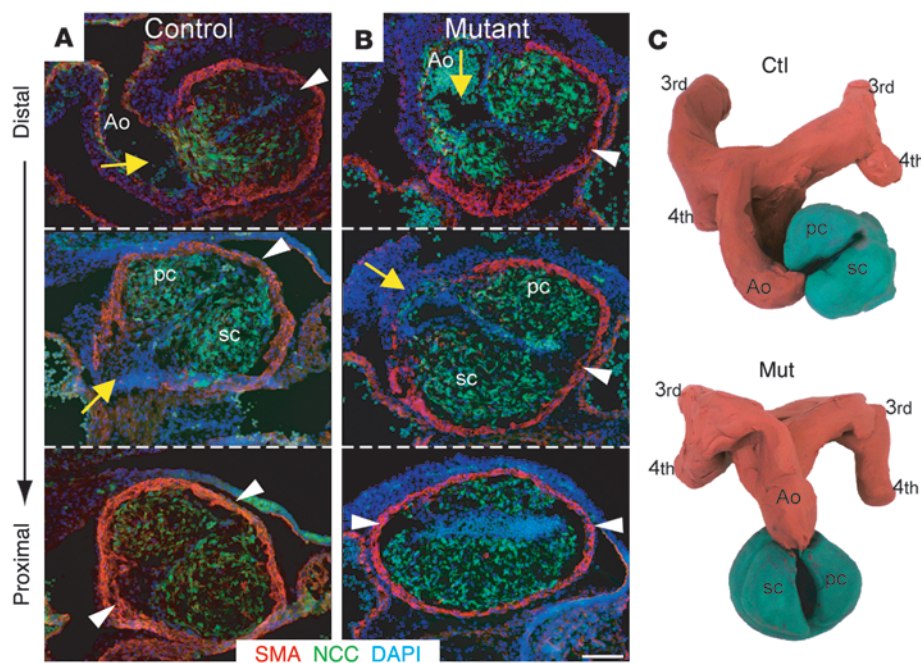 A Control
B Mutant
C
Ctl
Distal
Proximal
Ao
Ao
pc
sc
pc
sc
SMA NCC DAPI
3rd
3rd
4th
4th
pc
sc
Ao
Mut
3rd
3rd
4th
Ao
4th
sc
pc